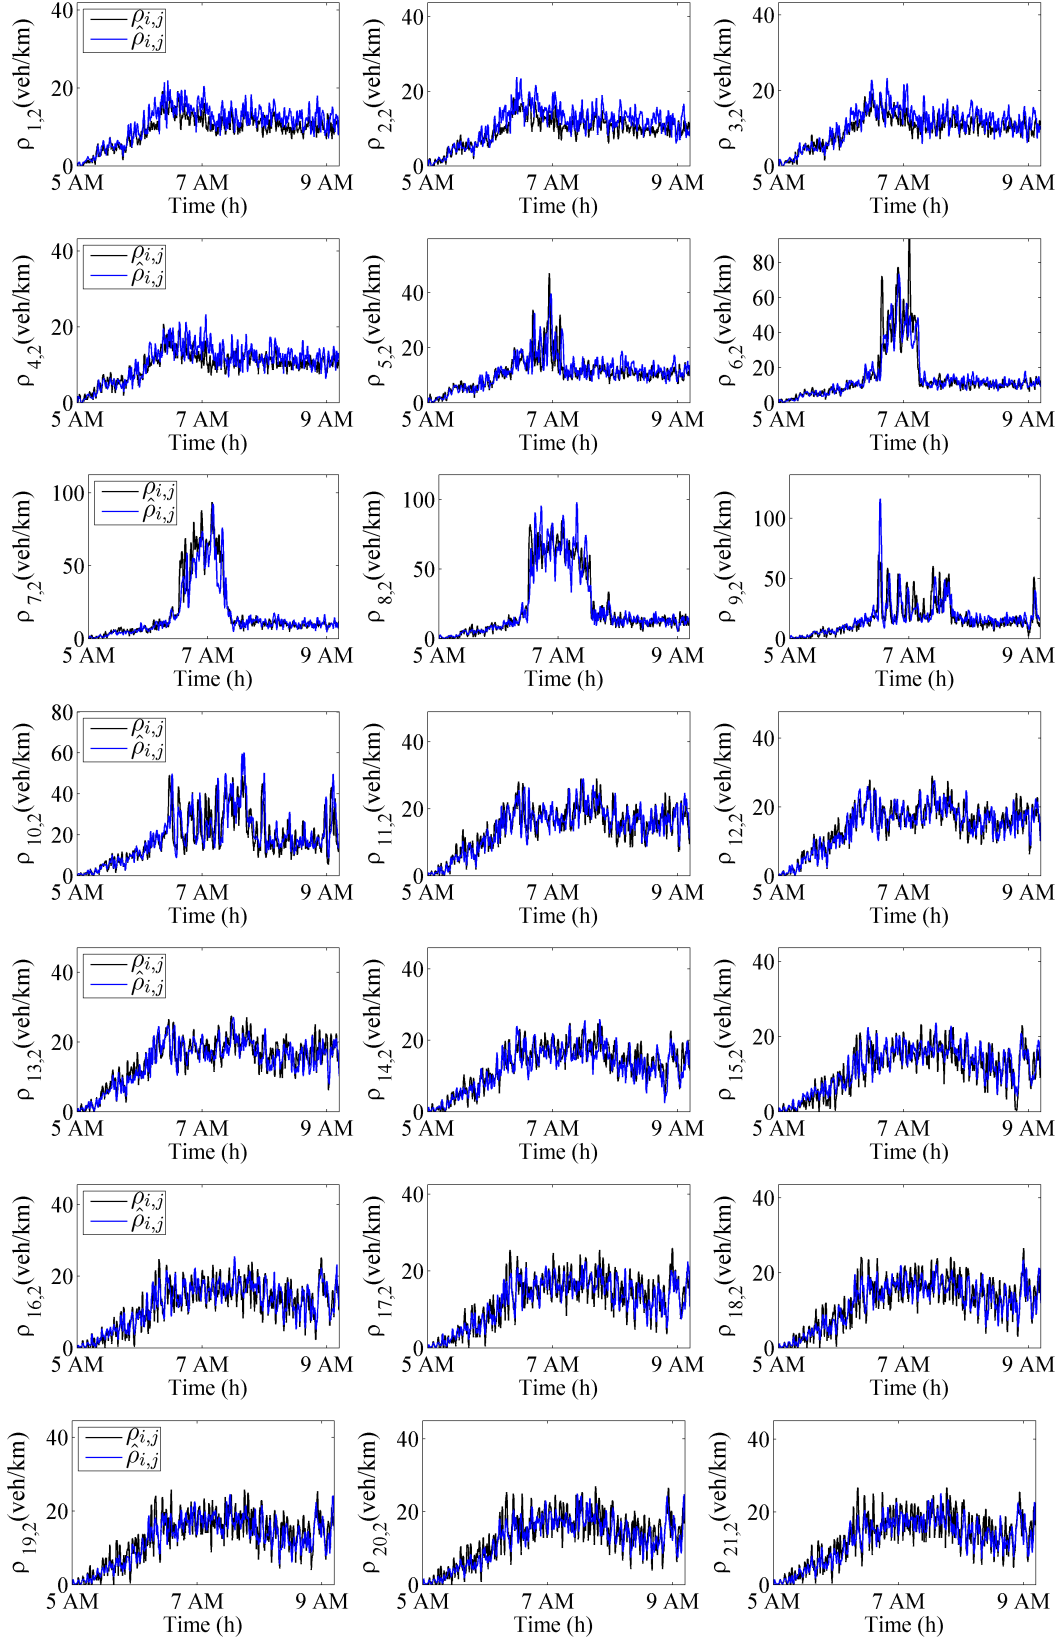 ρ1,2(veh/km)
40
20
0
ρi,j
ρ̂i,j
5 AM 7 AM 9 AM
Time (h)
ρ2,2(veh/km)
40
20
0
5 AM 7 AM 9 AM
Time (h)
ρ3,2(veh/km)
40
20
0
5 AM 7 AM 9 AM
Time (h)
ρ4,2(veh/km)
40
20
0
ρi,j
ρ̂i,j
5 AM 7 AM 9 AM
Time (h)
ρ5,2(veh/km)
40
20
0
5 AM 7 AM 9 AM
Time (h)
ρ6,2(veh/km)
80
60
40
20
0
5 AM 7 AM 9 AM
Time (h)
ρ7,2(veh/km)
100
50
0
ρi,j
ρ̂i,j
5 AM 7 AM 9 AM
Time (h)
ρ8,2(veh/km)
100
50
0
5 AM 7 AM 9 AM
Time (h)
ρ9,2(veh/km)
100
50
0
5 AM 7 AM 9 AM
Time (h)
ρ10,2(veh/km)
80
60
40
20
0
ρi,j
ρ̂i,j
5 AM 7 AM 9 AM
Time (h)
ρ11,2(veh/km)
40
20
0
5 AM 7 AM 9 AM
Time (h)
ρ12,2(veh/km)
40
20
0
5 AM 7 AM 9 AM
Time (h)
ρ13,2(veh/km)
40
20
0
ρi,j
ρ̂i,j
5 AM 7 AM 9 AM
Time (h)
ρ14,2(veh/km)
40
20
0
5 AM 7 AM 9 AM
Time (h)
ρ15,2(veh/km)
40
20
0
5 AM 7 AM 9 AM
Time (h)
ρ16,2(veh/km)
40
20
0
ρi,j
ρ̂i,j
5 AM 7 AM 9 AM
Time (h)
ρ17,2(veh/km)
40
20
0
5 AM 7 AM 9 AM
Time (h)
ρ18,2(veh/km)
40
20
0
5 AM 7 AM 9 AM
Time (h)
ρ19,2(veh/km)
40
20
0
ρi,j
ρ̂i,j
5 AM 7 AM 9 AM
Time (h)
ρ20,2(veh/km)
40
20
0
5 AM 7 AM 9 AM
Time (h)
ρ21,2(veh/km)
40
20
0
5 AM 7 AM 9 AM
Time (h)